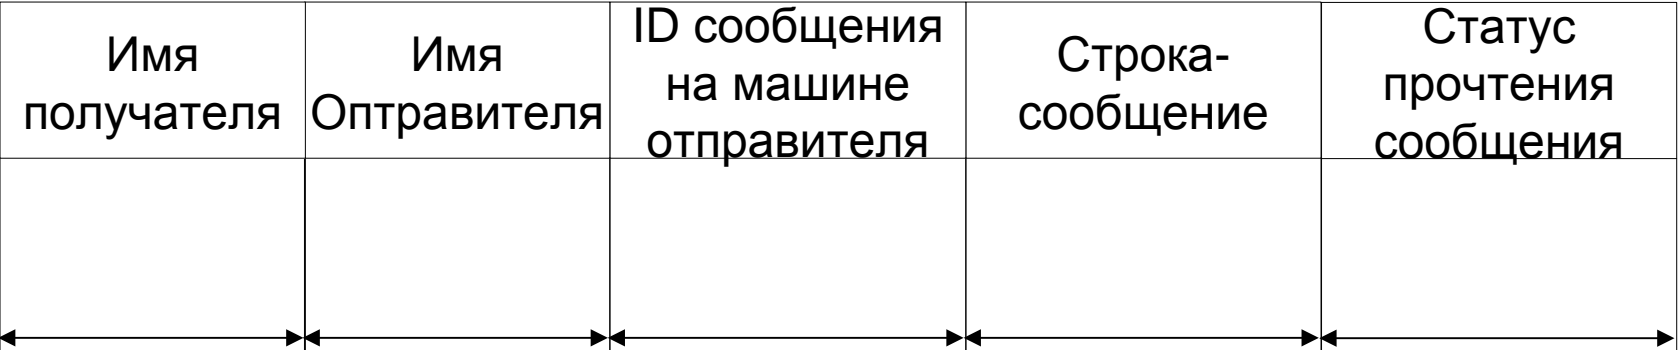 Имя
получателя
Имя
Оптравителя
ID сообщения
на машине
отправителя
Строка-
сообщение
Статус
прочтения
сообщения